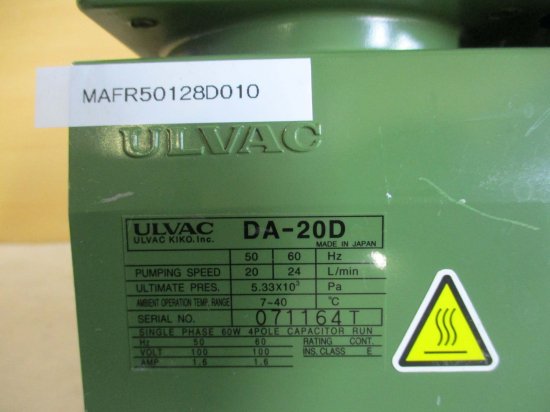 MAFR50128D010
ULVAC
ULVAC DA-20D
ULVAC KIKO. Inc. MADE IN JAPAN
50 60 Hz
PUMPING SPEED 20 24 L/min
ULTIMATE PRES. 5.33X10³ Pa
AMBIENT OPERATION TEMP. RANGE 7~40 ℃
SERIAL NO. 071164T
SINGLE PHASE 60W 4POLE CAPACITOR RUN
Hz 50 60 RATING CONT.
VOLT 100 100 INS. CLASS E
AMP 1.6 1.6